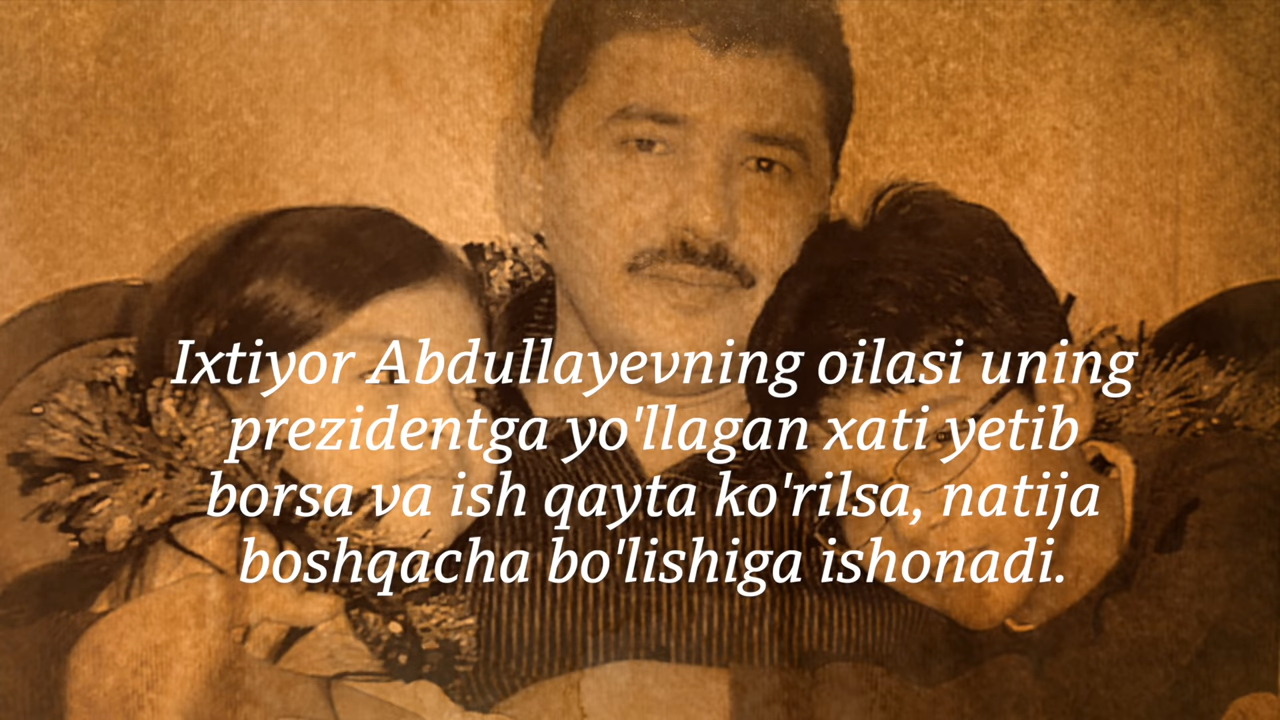 Ixtiyor Abdullayevning oilasi uning
prezidentga yo'llagan xati yetib
borsa va ish qayta ko'rilsa, natija
boshqacha bo'lishiga ishonadi.